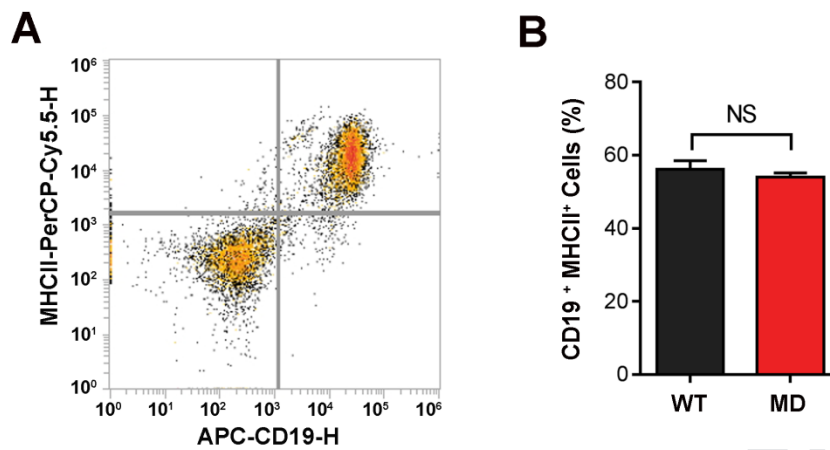 A
MHCII-PerCP-Cy5.5-H
10⁶
10⁵
10⁴
10³
10²
10¹
10⁰
10⁰ 10¹ 10² 10³ 10⁴ 10⁵ 10⁶
APC-CD19-H
B
CD19 ⁺ MHCII⁺ Cells (%)
80
60
40
20
0
NS
WT MD